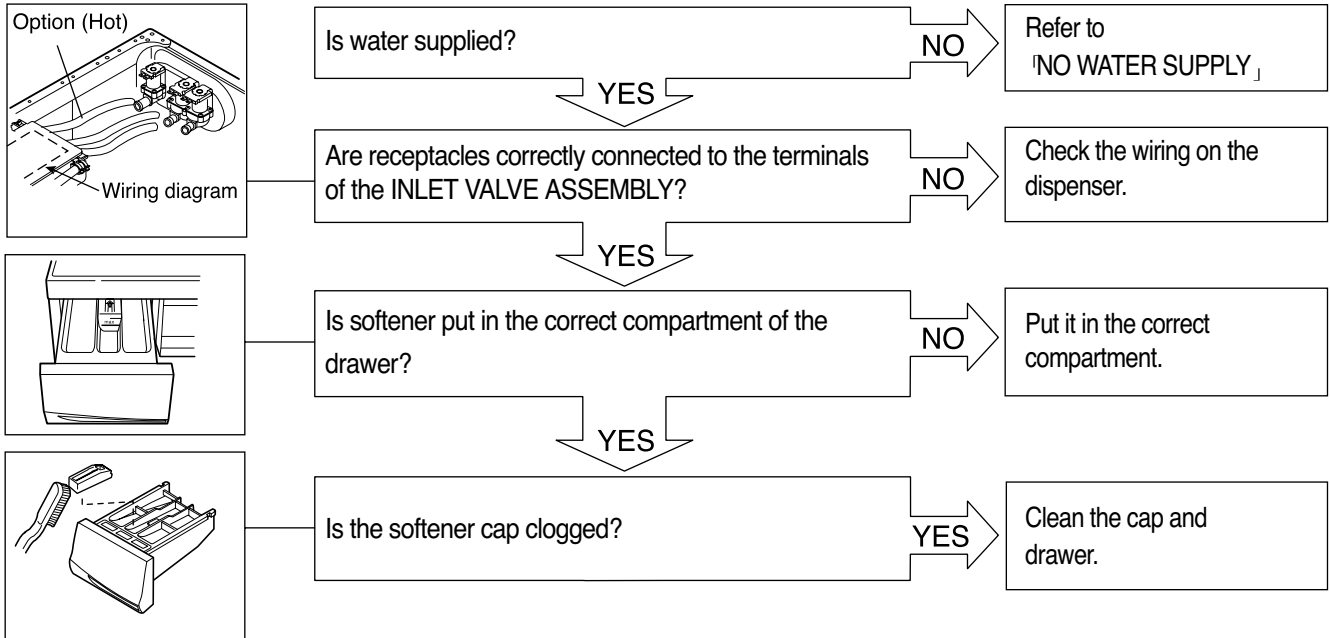 Option (Hot)
Wiring diagram
Is water supplied?
NO
Refer to
「NO WATER SUPPLY」
YES
Are receptacles correctly connected to the terminals
of the INLET VALVE ASSEMBLY?
NO
Check the wiring on the
dispenser.
YES
max
Is softener put in the correct compartment of the
drawer?
NO
Put it in the correct
compartment.
YES
Is the softener cap clogged?
YES
Clean the cap and
drawer.